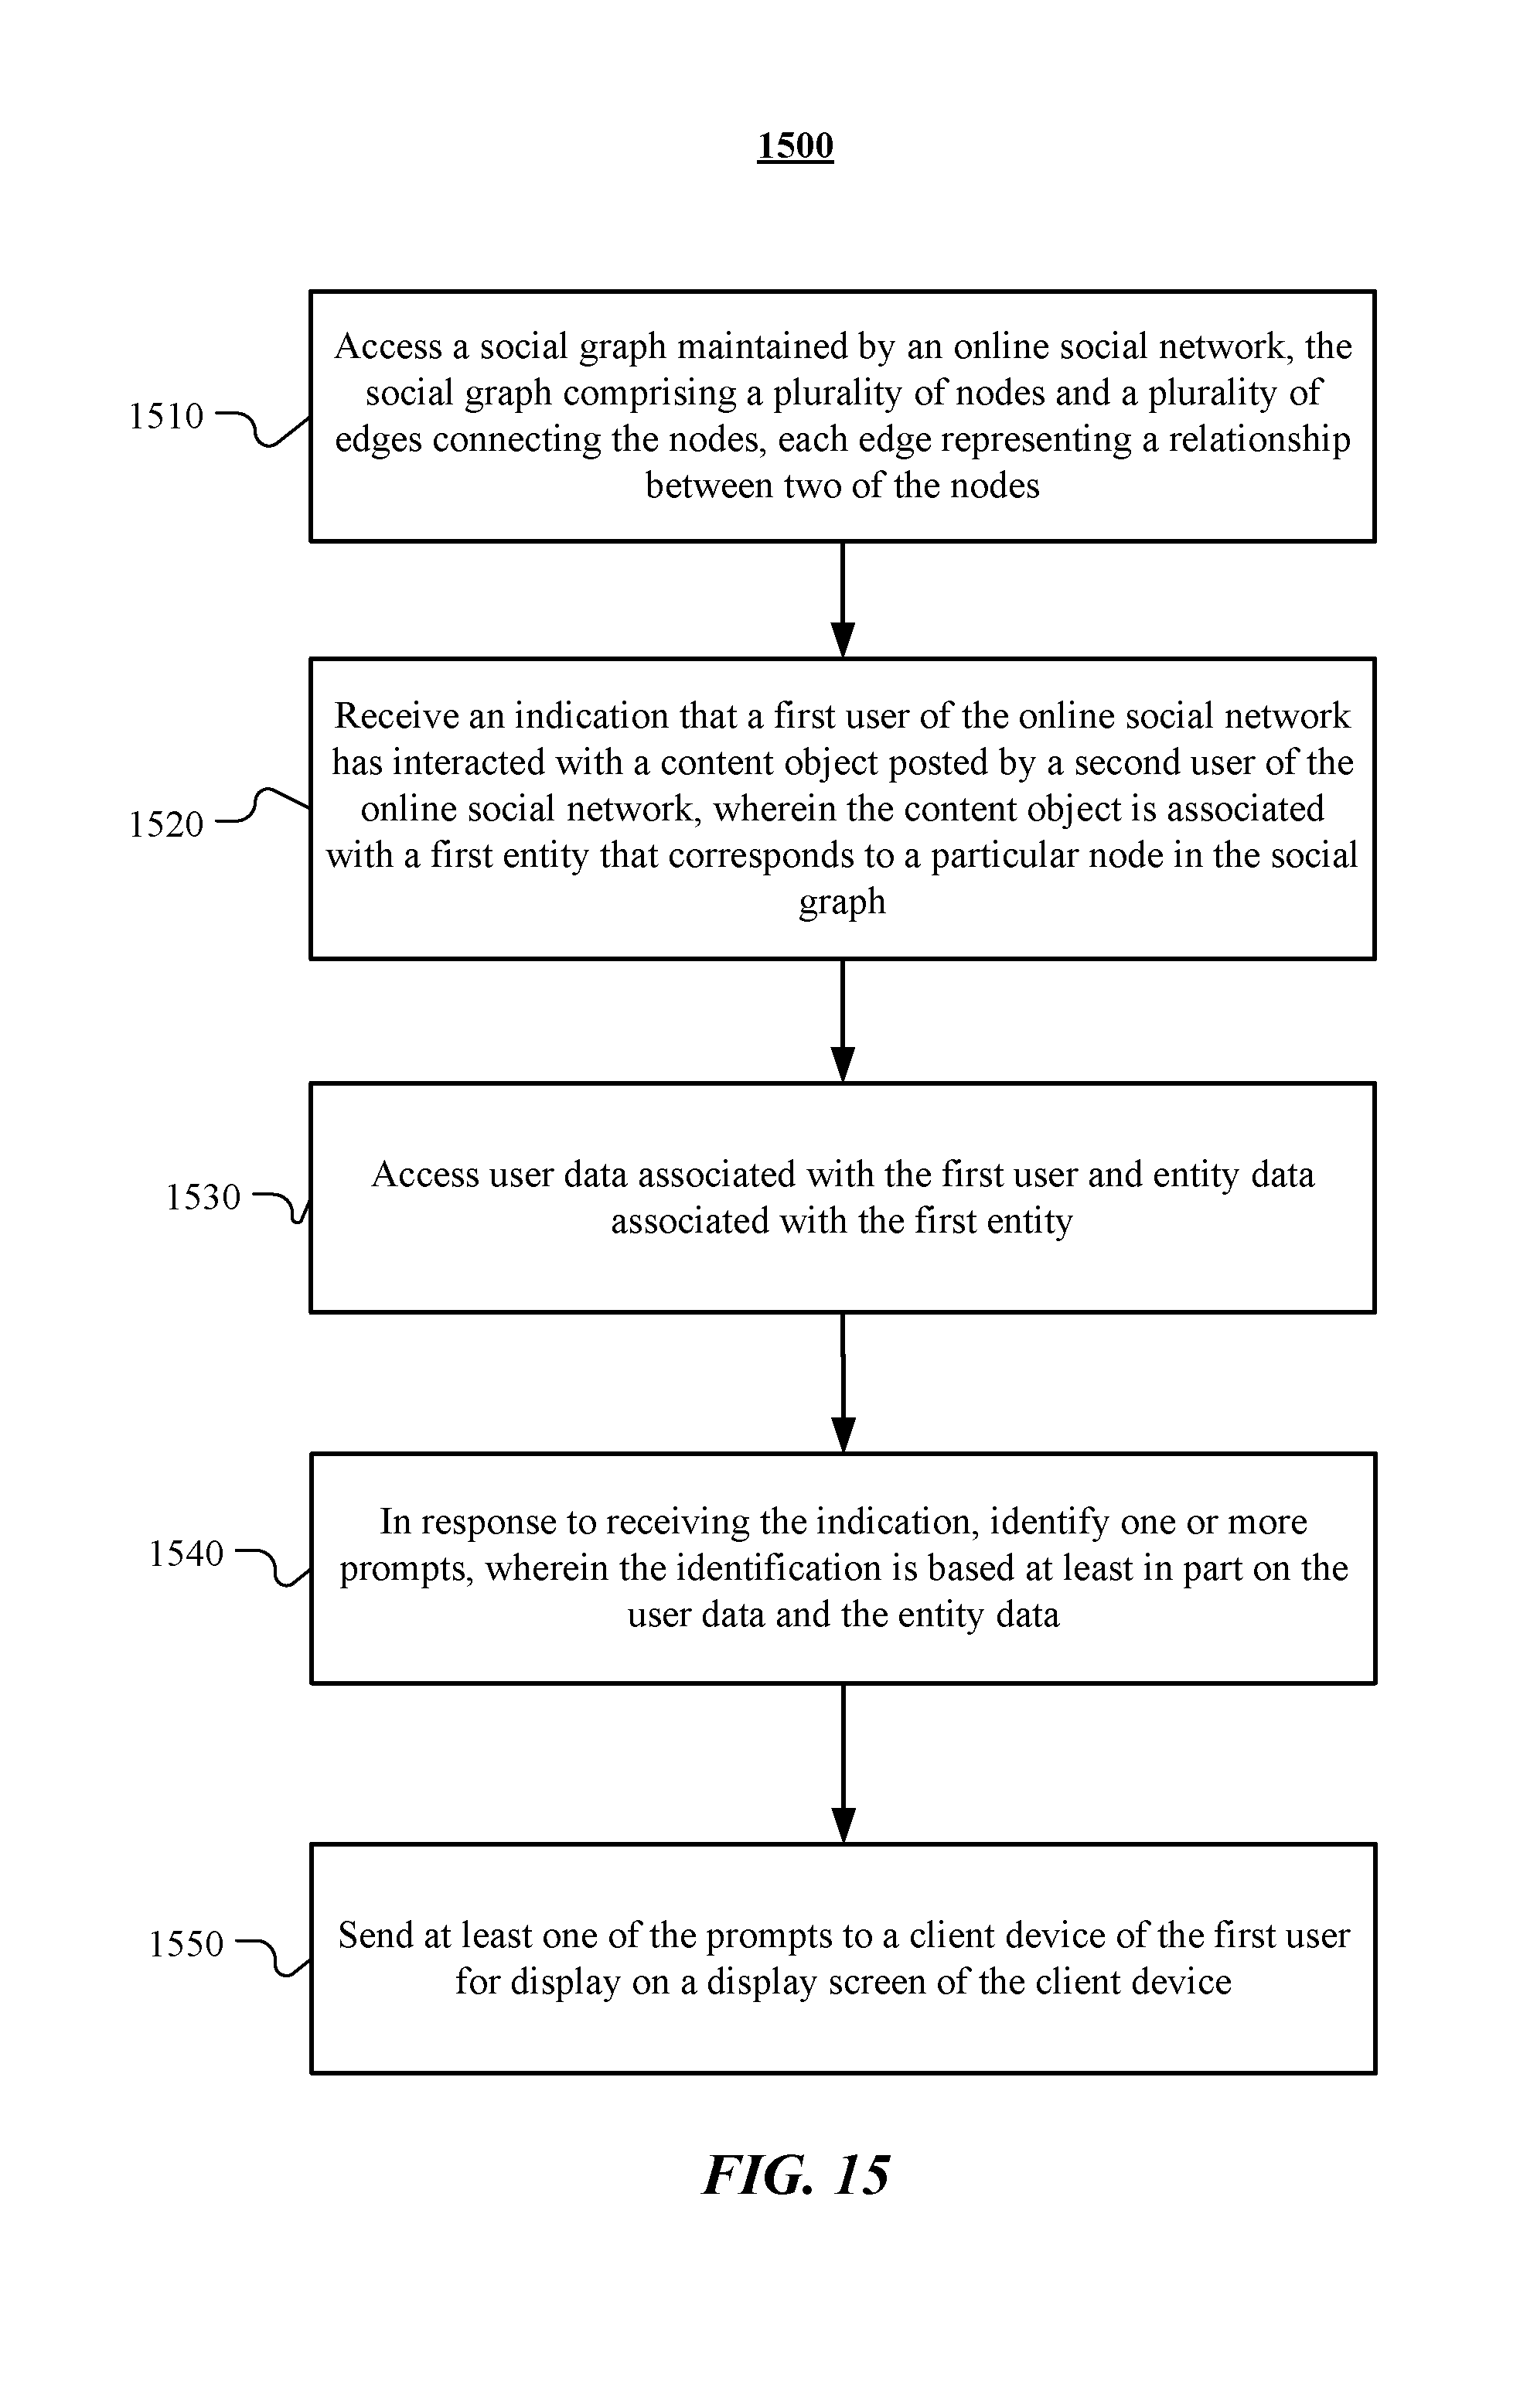 1500
Access a social graph maintained by an online social network, the
social graph comprising a plurality of nodes and a plurality of
edges connecting the nodes, each edge representing a relationship
between two of the nodes
1510
Receive an indication that a first user of the online social network
has interacted with a content object posted by a second user of the
online social network, wherein the content object is associated
with a first entity that corresponds to a particular node in the social
graph
1520
Access user data associated with the first user and entity data
associated with the first entity
1530
In response to receiving the indication, identify one or more
prompts, wherein the identification is based at least in part on the
user data and the entity data
1540
Send at least one of the prompts to a client device of the first user
for display on a display screen of the client device
1550
FIG. 15